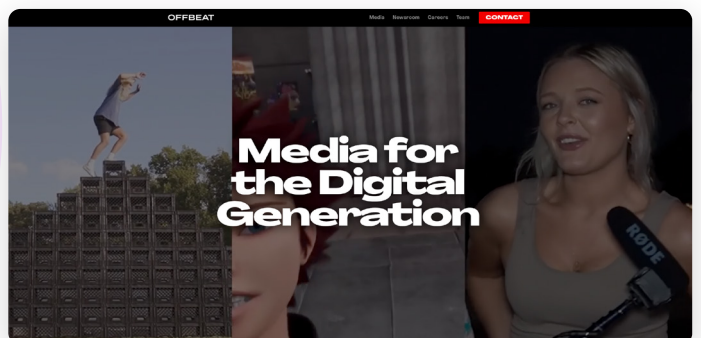 OFFBEAT
Media Newsroom Careers Team CONTACT
Media for
the Digital
Generation
RØDE